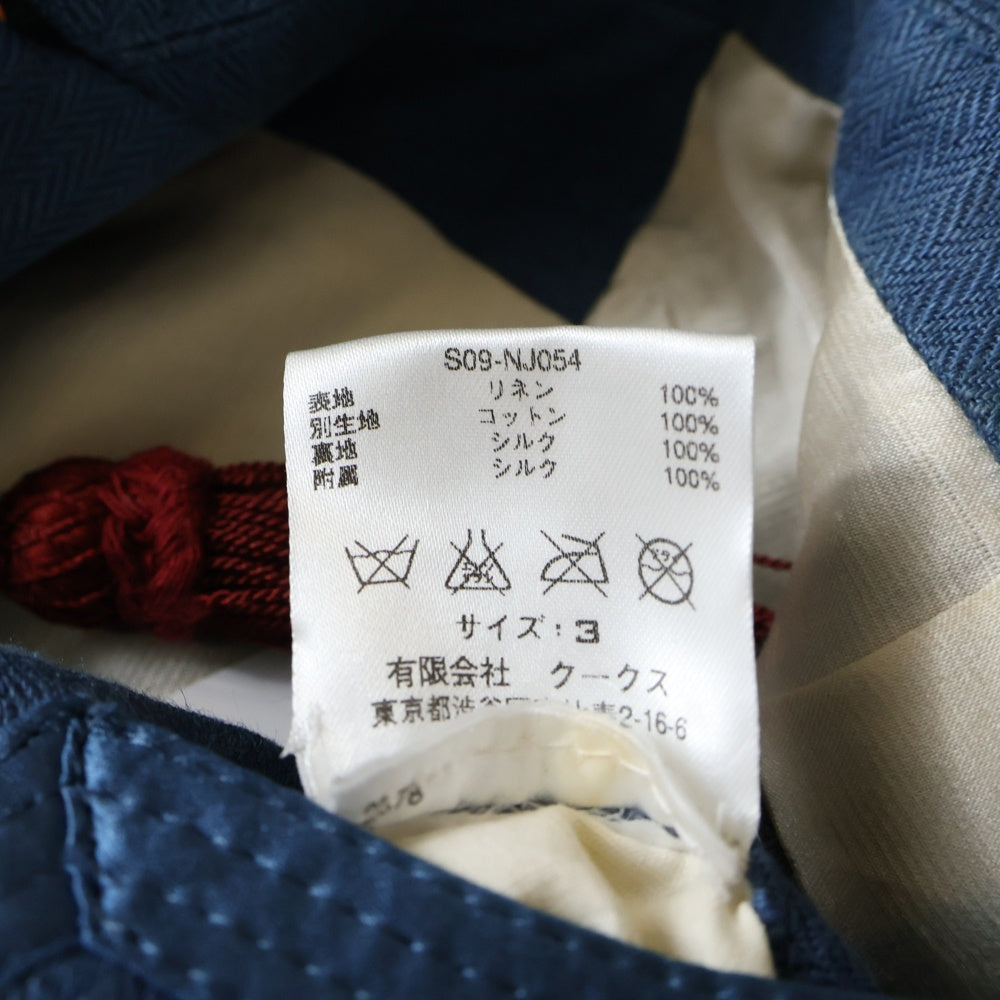 S09-NJ054
表地 リネン 100%
別生地 コットン 100%
裏地 シルク 100%
附属 シルク 100%
サイズ：3
有限会社 クークス
東京都渋谷区 2-16-6